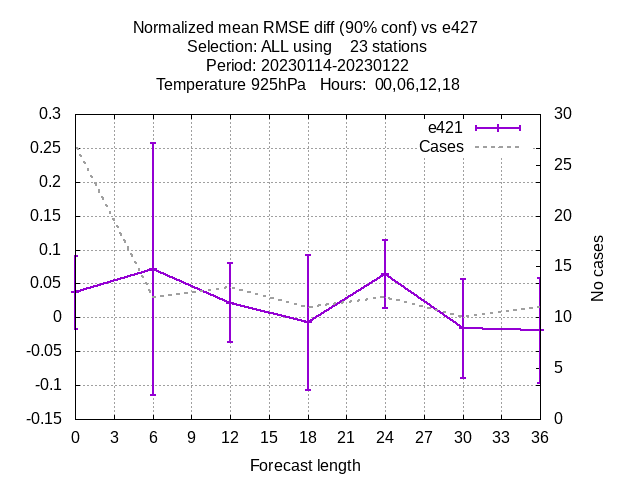 Normalized mean RMSE diff (90% conf) vs e427
Selection: ALL using    23 stations
Period: 20230114-20230122
Temperature 925hPa   Hours:  00,06,12,18
e421
Cases
0.3
0.25
0.2
0.15
0.1
0.05
0
-0.05
-0.1
-0.15
30
25
20
15
10
5
0
No cases
0 3 6 9 12 15 18 21 24 27 30 33 36
Forecast length